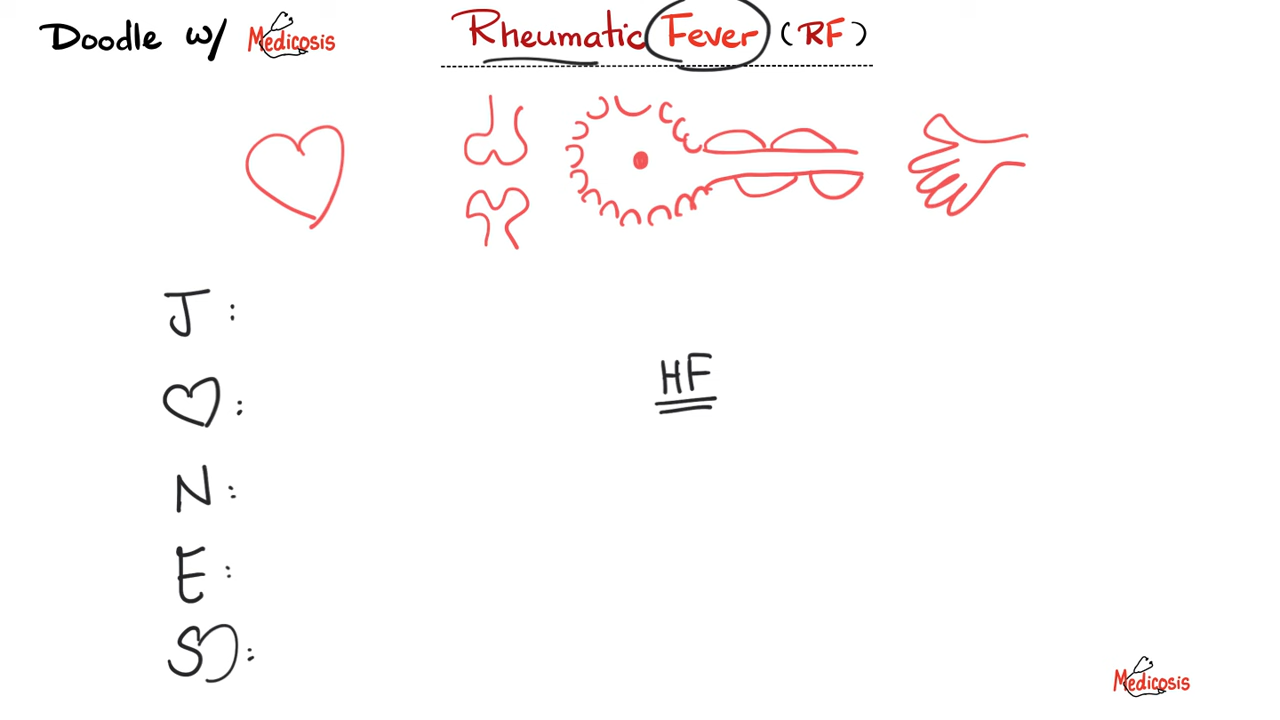 Doodle w/ Medicosis
Rheumatic Fever (RF)
J :
♡ :
HF
N :
E :
S :
Medicosis